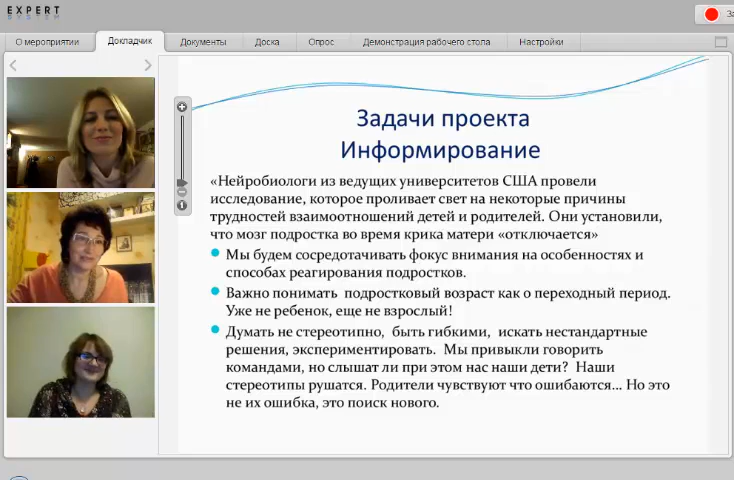 EXPERT
SYSTEM
О мероприятии
Докладчик
Документы
Доска
Опрос
Демонстрация рабочего стола
Настройки
За
Задачи проекта
Информирование
«Нейробиологи из ведущих университетов США провели
исследование, которое проливает свет на некоторые причины
трудностей взаимоотношений детей и родителей. Они установили,
что мозг подростка во время крика матери «отключается»
Мы будем сосредотачивать фокус внимания на особенностях и
способах реагирования подростков.
Важно понимать подростковый возраст как о переходный период.
Уже не ребенок, еще не взрослый!
Думать не стереотипно, быть гибкими, искать нестандартные
решения, экспериментировать. Мы привыкли говорить
командами, но слышат ли при этом нас наши дети? Наши
стереотипы рушатся. Родители чувствуют что ошибаются... Но это
не их ошибка, это поиск нового.